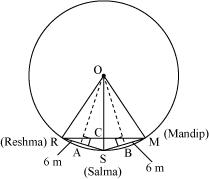 O
(Reshma) R C M (Mandip)
A B
6 m S 6 m
(Salma)